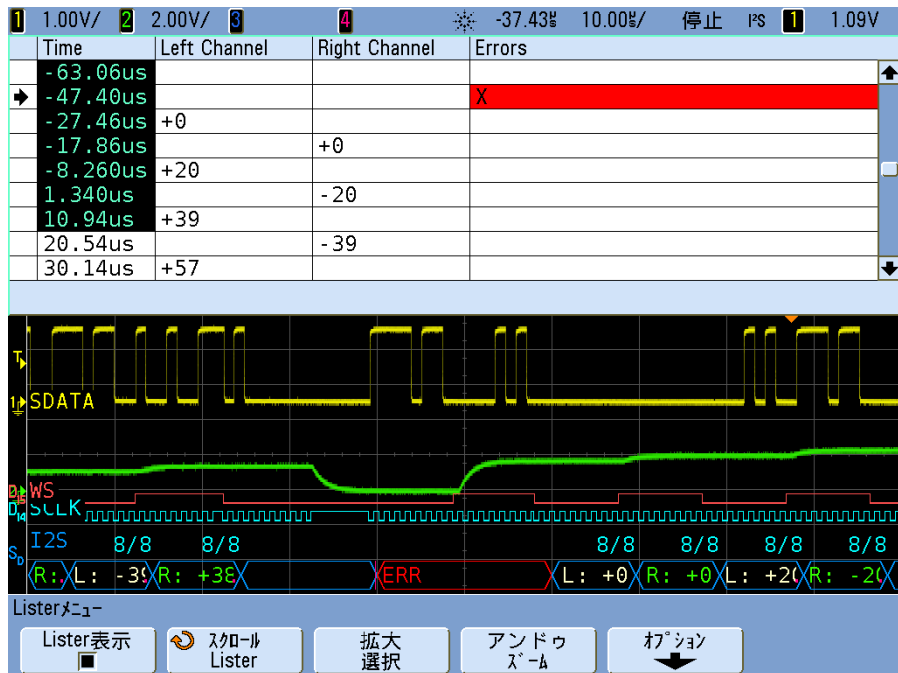 1 1.00V/ 2 2.00V/ 3 4 -37.43㎲ 10.00㎲/ 停止 I²S 1 1.09V
Time Left Channel Right Channel Errors
-63.06us
-47.40us X
-27.46us +0
-17.86us +0
-8.260us +20
1.340us -20
10.94us +39
20.54us -39
30.14us +57
T
1 SDATA
WS
D14 SCLK
SD I2S 8/8 8/8 8/8 8/8 8/8 8/8
R: L: -39 R: +38 ERR L: +0 R: +0 L: +20 R: -20
Listerメニュー
Lister表示 スクロール 拡大 アンドゥ オプション
Lister 選択 ズーム